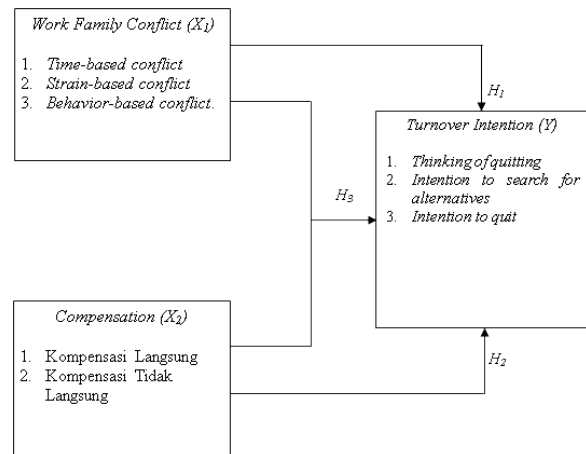 Work Family Conflict (X1)
1. Time-based conflict
2. Strain-based conflict
3. Behavior-based conflict.
H1
Turnover Intention (Y)
1. Thinking of quitting
2. Intention to search for
alternatives
3. Intention to quit
H3
Compensation (X2)
1. Kompensasi Langsung
2. Kompensasi Tidak
Langsung
H2